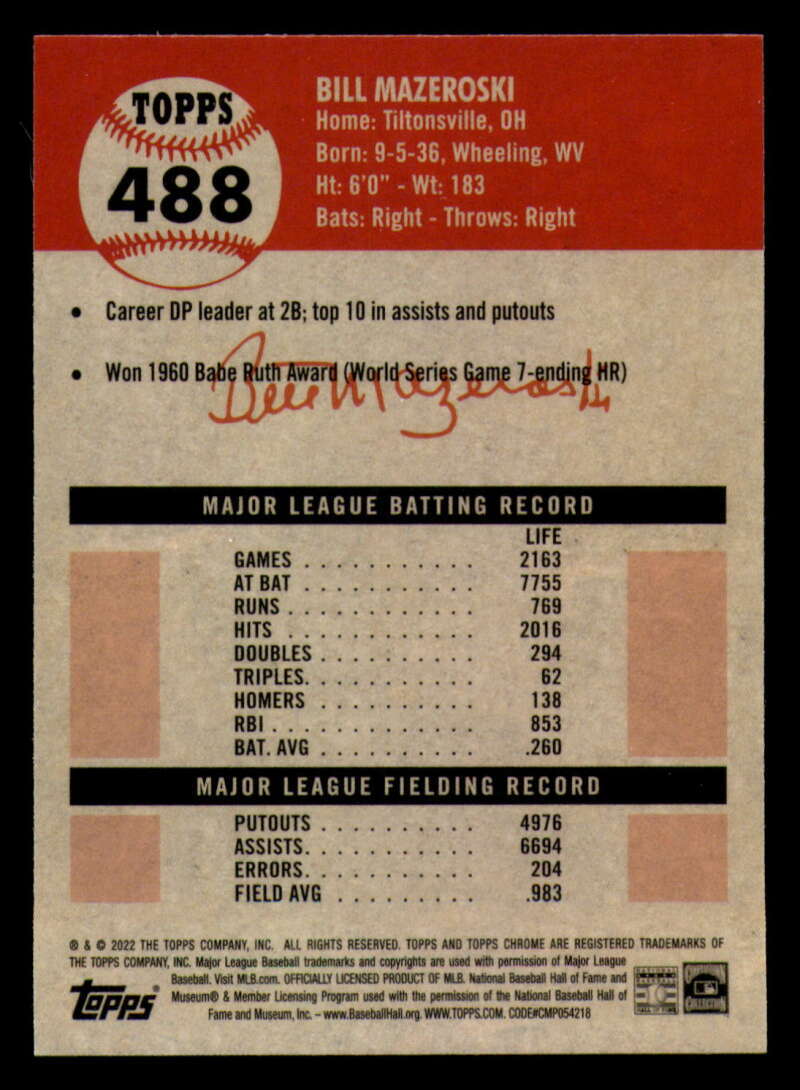 TOPPS
488
BILL MAZEROSKI
Home: Tiltonsville, OH
Born: 9-5-36, Wheeling, WV
Ht: 6'0" - Wt: 183
Bats: Right - Throws: Right
• Career DP leader at 2B; top 10 in assists and putouts
• Won 1960 Babe Ruth Award (World Series Game 7-ending HR)
Bill Mazeroski
MAJOR LEAGUE BATTING RECORD
LIFE
GAMES . . . . . . . . . . . 2163
AT BAT . . . . . . . . . . . 7755
RUNS . . . . . . . . . . . . 769
HITS . . . . . . . . . . . . 2016
DOUBLES . . . . . . . . . . 294
TRIPLES. . . . . . . . . . . 62
HOMERS . . . . . . . . . . 138
RBI . . . . . . . . . . . . . 853
BAT. AVG . . . . . . . . . . .260
MAJOR LEAGUE FIELDING RECORD
PUTOUTS . . . . . . . . . . 4976
ASSISTS. . . . . . . . . . . 6694
ERRORS. . . . . . . . . . . 204
FIELD AVG . . . . . . . . . .983
® & © 2022 THE TOPPS COMPANY, INC. ALL RIGHTS RESERVED. TOPPS AND TOPPS CHROME ARE REGISTERED TRADEMARKS OF
THE TOPPS COMPANY, INC. Major League Baseball trademarks and copyrights are used with permission of Major League
Baseball. Visit MLB.com. OFFICIALLY LICENSED PRODUCT OF MLB. National Baseball Hall of Fame and
Museum® & Member Licensing Program used with the permission of the National Baseball Hall of
Fame and Museum, Inc. – www.BaseballHall.org. WWW.TOPPS.COM. CODE#CMP054218
Topps®